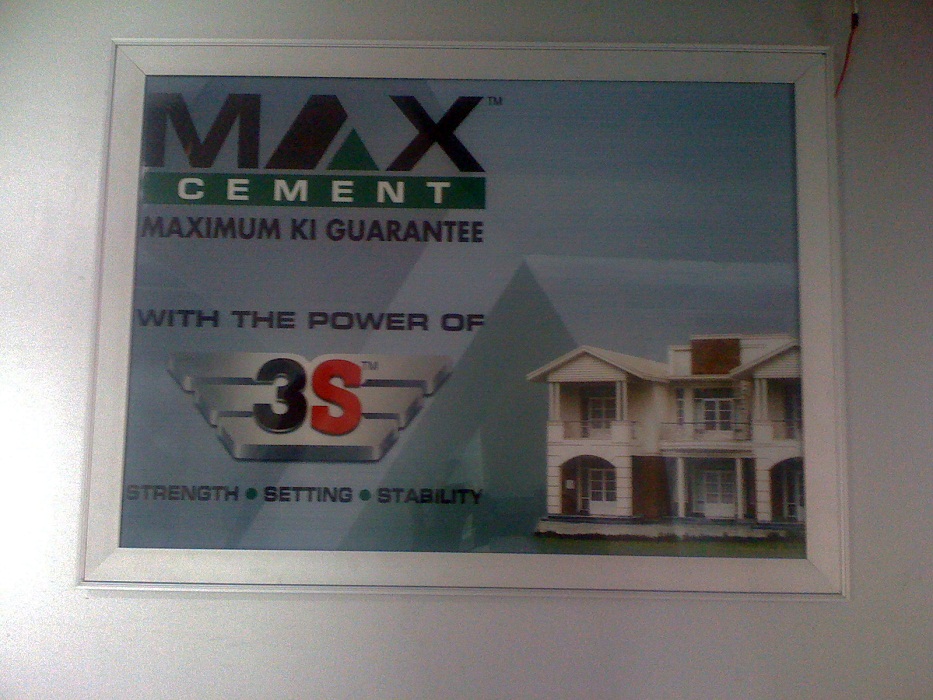 MAX™
CEMENT
MAXIMUM KI GUARANTEE
WITH THE POWER OF
3S™
STRENGTH • SETTING • STABILITY